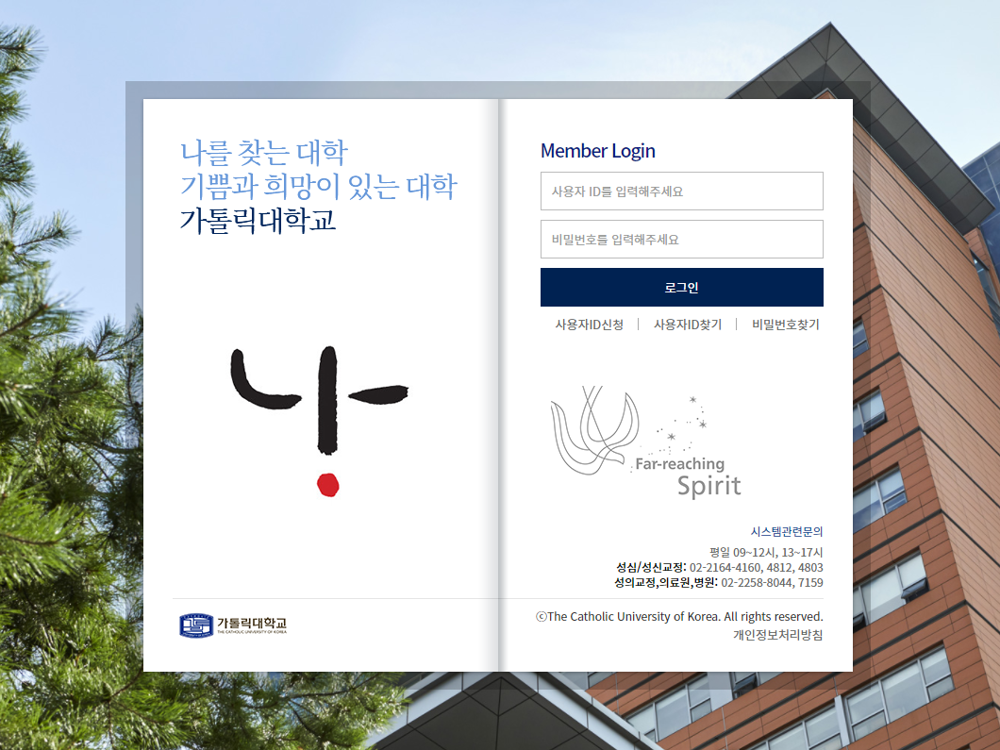 나를 찾는 대학
기쁨과 희망이 있는 대학
가톨릭대학교
나
가톨릭대학교
THE CATHOLIC UNIVERSITY OF KOREA
Member Login
사용자 ID를 입력해주세요
비밀번호를 입력해주세요
로그인
사용자ID신청 | 사용자ID찾기 | 비밀번호찾기
Far-reaching
Spirit
시스템관련문의
평일 09~12시, 13~17시
성심/성신교정: 02-2164-4160, 4812, 4803
성의교정,의료원,병원: 02-2258-8044, 7159
ⓒThe Catholic University of Korea. All rights reserved.
개인정보처리방침